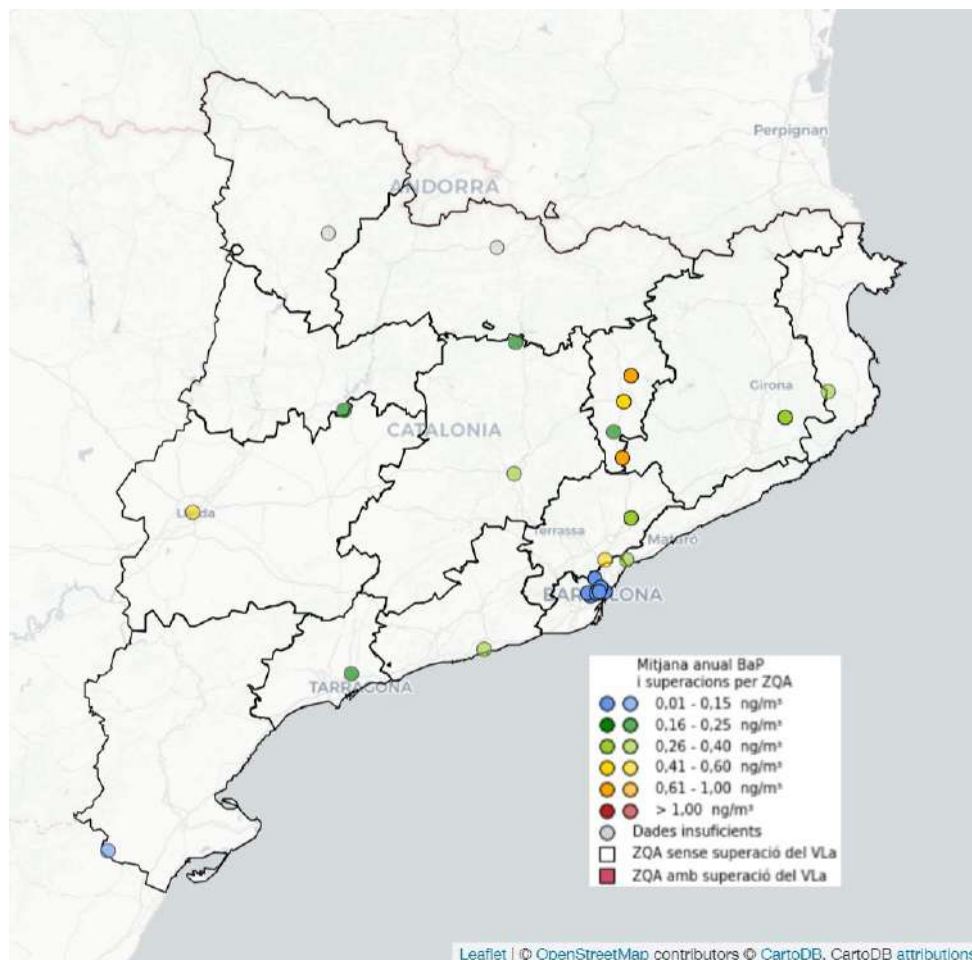 Perpignan
ANDORRA
Girona
CATALONIA
Lleida
Terrassa
Mataró
BARCELONA
TARRAGONA
Mitjana anual BaP
i superacions per ZQA
0,01 - 0,15 ng/m³
0,16 - 0,25 ng/m³
0,26 - 0,40 ng/m³
0,41 - 0,60 ng/m³
0,61 - 1,00 ng/m³
> 1,00 ng/m³
Dades insuficients
ZQA sense superació del VLa
ZQA amb superació del VLa
Leaflet | © OpenStreetMap contributors © CartoDB, CartoDB attributions